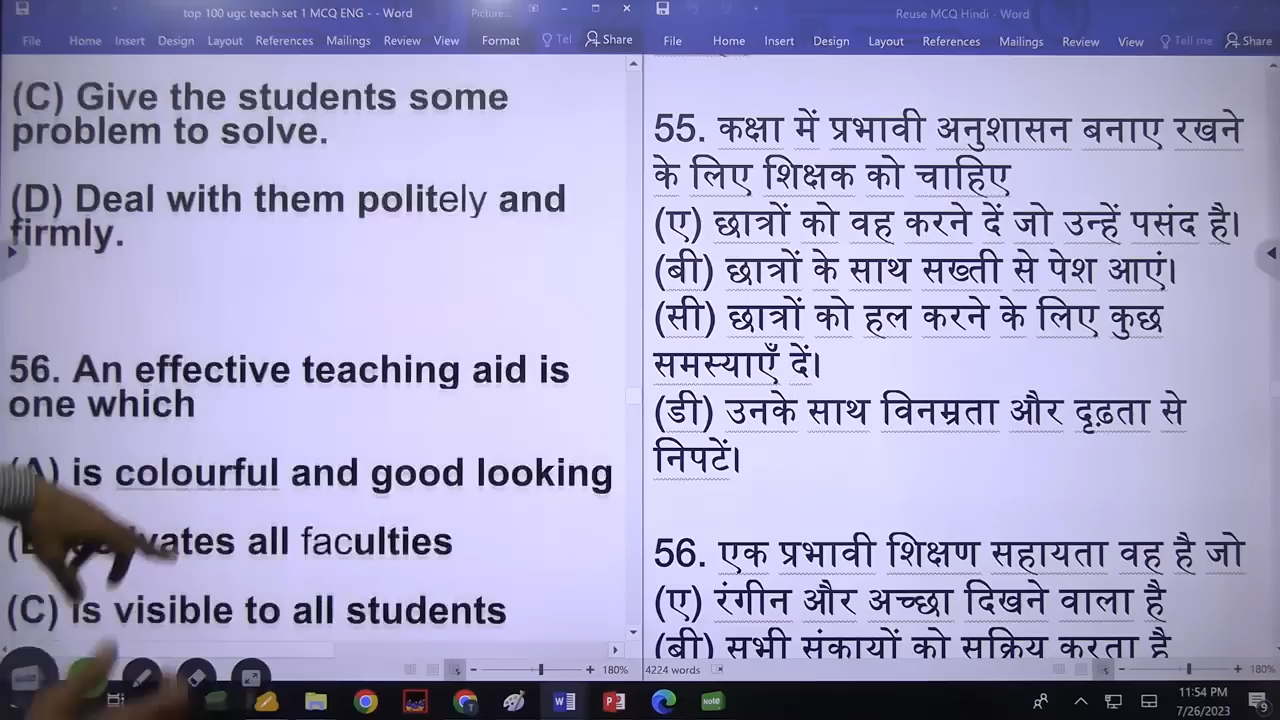 top 100 ugc teach set 1 MCQ ENG - - Word
Picture...
File Home Insert Design Layout References Mailings Review View Format Tel Share
(C) Give the students some
problem to solve.
(D) Deal with them politely and
firmly.
56. An effective teaching aid is
one which
(A) is colourful and good looking
all faculties
(C) is visible to all students
180%
Reuse MCQ Hindi - Word
File Home Insert Design Layout References Mailings Review View Tell me Share
55. कक्षा में प्रभावी अनुशासन बनाए रखने
के लिए शिक्षक को चाहिए
(ए) छात्रों को वह करने दें जो उन्हें पसंद है।
(बी) छात्रों के साथ सख्ती से पेश आएं।
(सी) छात्रों को हल करने के लिए कुछ
समस्याएँ दें।
(डी) उनके साथ विनम्रता और दृढ़ता से
निपटें।
56. एक प्रभावी शिक्षण सहायता वह है जो
(ए) रंगीन और अच्छा दिखने वाला है
(बी) सभी संकायों को सक्रिय करता है
4224 words
180%
Note
11:54 PM
7/26/2023
9